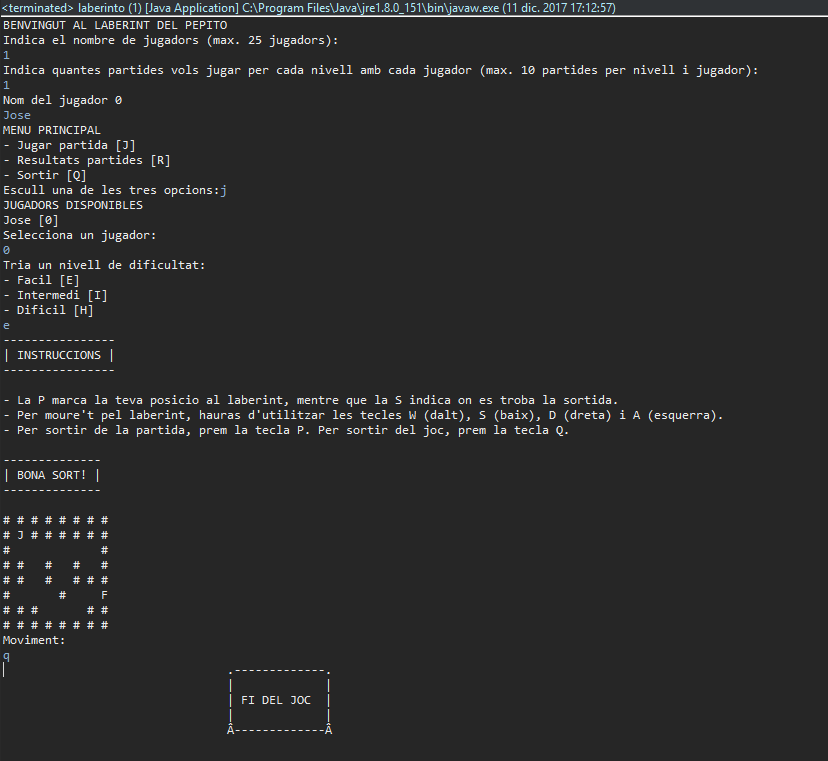 <terminated> laberinto (1) [Java Application] C:\Program Files\Java\jre1.8.0_151\bin\javaw.exe (11 dic. 2017 17:12:57)
BENVINGUT AL LABERINT DEL PEPITO
Indica el nombre de jugadors (max. 25 jugadors):
1
Indica quantes partides vols jugar per cada nivell amb cada jugador (max. 10 partides per nivell i jugador):
1
Nom del jugador 0
Jose
MENU PRINCIPAL
- Jugar partida [J]
- Resultats partides [R]
- Sortir [Q]
Escull una de les tres opcions:j
JUGADORS DISPONIBLES
Jose [0]
Selecciona un jugador:
0
Tria un nivell de dificultat:
- Facil [E]
- Intermedi [I]
- Dificil [H]
e
----------------
| INSTRUCCIONS |
----------------
- La P marca la teva posicio al laberint, mentre que la S indica on es troba la sortida.
- Per moure't pel laberint, hauras d'utilitzar les tecles W (dalt), S (baix), D (dreta) i A (esquerra).
- Per sortir de la partida, prem la tecla P. Per sortir del joc, prem la tecla Q.
--------------
| BONA SORT! |
--------------
# # # # # # # #
# J # # # # # #
#             #
# #   #   #   #
# #   #   # # #
#       #     F
# # #       # #
# # # # # # # #
Moviment:
q
.-------------.
|             |
| FI DEL JOC  |
|             |
Â-------------Â